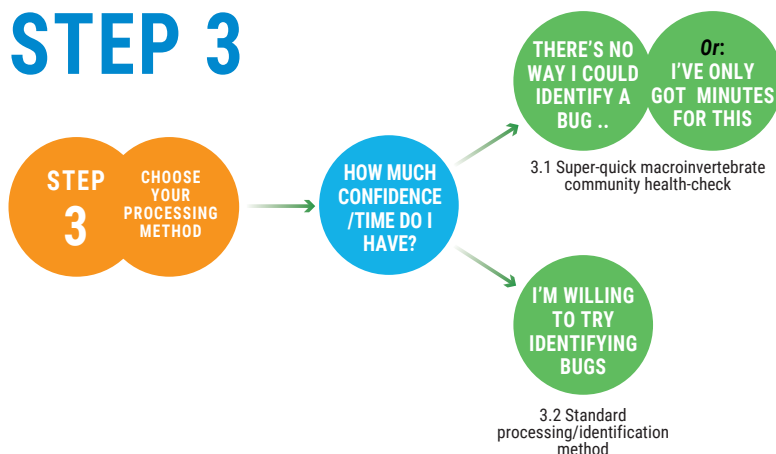 STEP 3
STEP
3
CHOOSE
YOUR
PROCESSING
METHOD
HOW MUCH
CONFIDENCE
/TIME DO I
HAVE?
THERE'S NO
WAY I COULD
IDENTIFY A
BUG ..
Or:
I'VE ONLY
GOT MINUTES
FOR THIS
3.1 Super-quick macroinvertebrate
community health-check
I'M WILLING
TO TRY
IDENTIFYING
BUGS
3.2 Standard
processing/identification
method